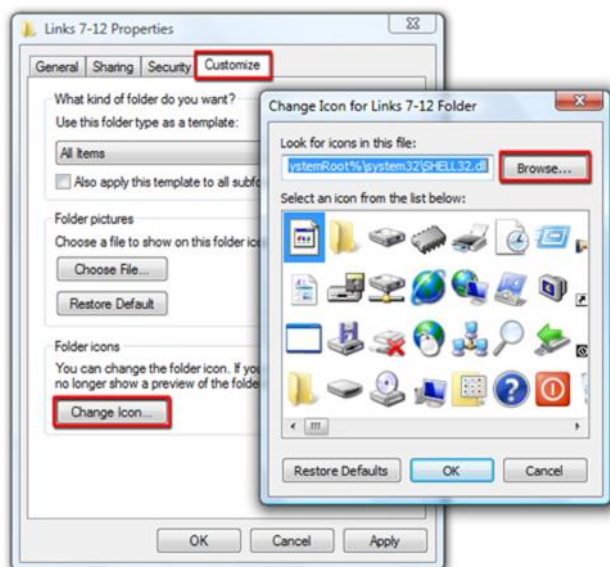 Links 7-12 Properties
General Sharing Security Customize
What kind of folder do you want?
Use this folder type as a template:
All Items
Also apply this template to all subfo
Folder pictures
Choose a file to show on this folder ico
Choose File...
Restore Default
Folder icons
You can change the folder icon. If you
no longer show a preview of the folde
Change Icon...
OK Cancel Apply
Change Icon for Links 7-12 Folder
Look for icons in this file:
ystemRoot%\system32\SHELL32.dl
Browse...
Select an icon from the list below:
Restore Defaults OK Cancel